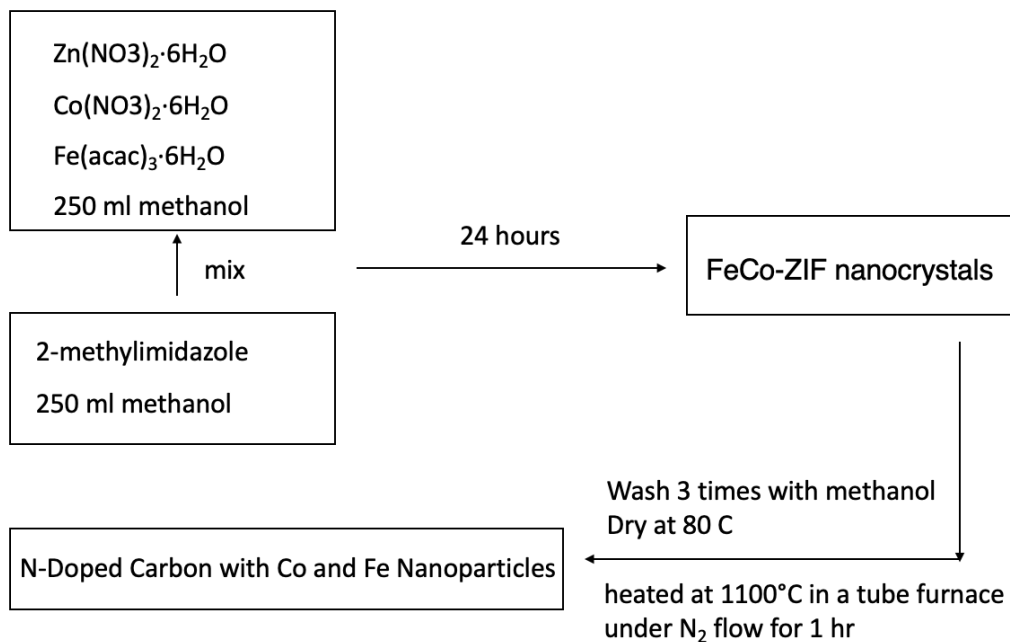 Zn(NO3)₂·6H₂O
Co(NO3)₂·6H₂O
Fe(acac)₃·6H₂O
250 ml methanol
mix
2-methylimidazole
250 ml methanol
24 hours
FeCo-ZIF nanocrystals
Wash 3 times with methanol
Dry at 80 C
heated at 1100°C in a tube furnace
under N₂ flow for 1 hr
N-Doped Carbon with Co and Fe Nanoparticles